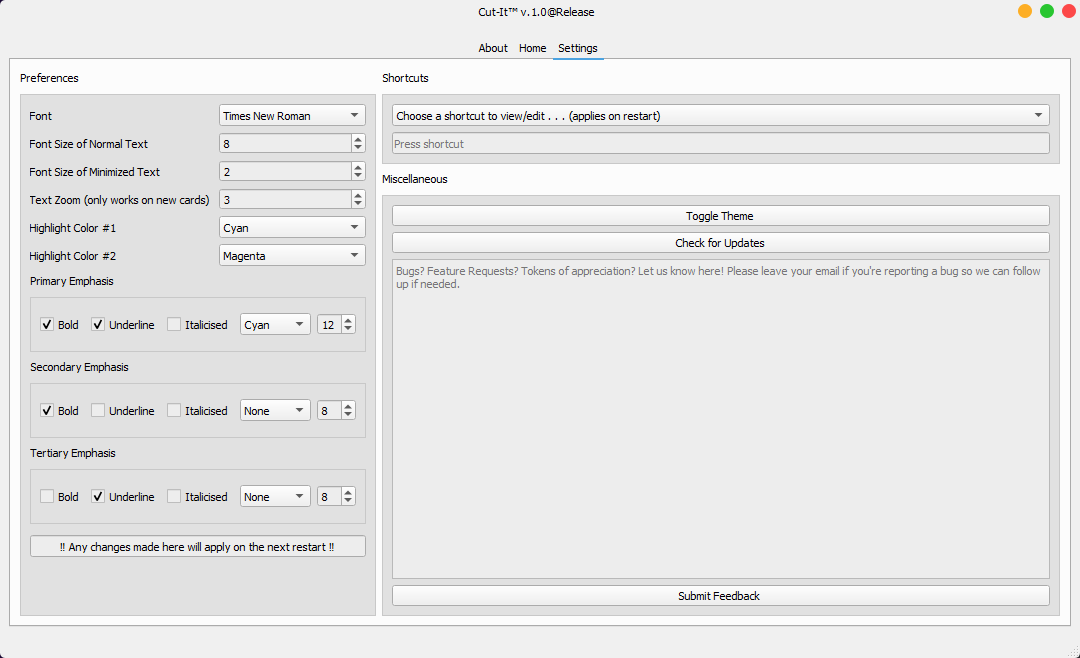 Cut-It™ v.1.0@Release
About Home Settings
Preferences
Font Times New Roman
Font Size of Normal Text 8
Font Size of Minimized Text 2
Text Zoom (only works on new cards) 3
Highlight Color #1 Cyan
Highlight Color #2 Magenta
Primary Emphasis
Bold Underline Italicised Cyan 12
Secondary Emphasis
Bold Underline Italicised None 8
Tertiary Emphasis
Bold Underline Italicised None 8
!! Any changes made here will apply on the next restart !!
Shortcuts
Choose a shortcut to view/edit . . . (applies on restart)
Press shortcut
Miscellaneous
Toggle Theme
Check for Updates
Bugs? Feature Requests? Tokens of appreciation? Let us know here! Please leave your email if you're reporting a bug so we can follow
up if needed.
Submit Feedback